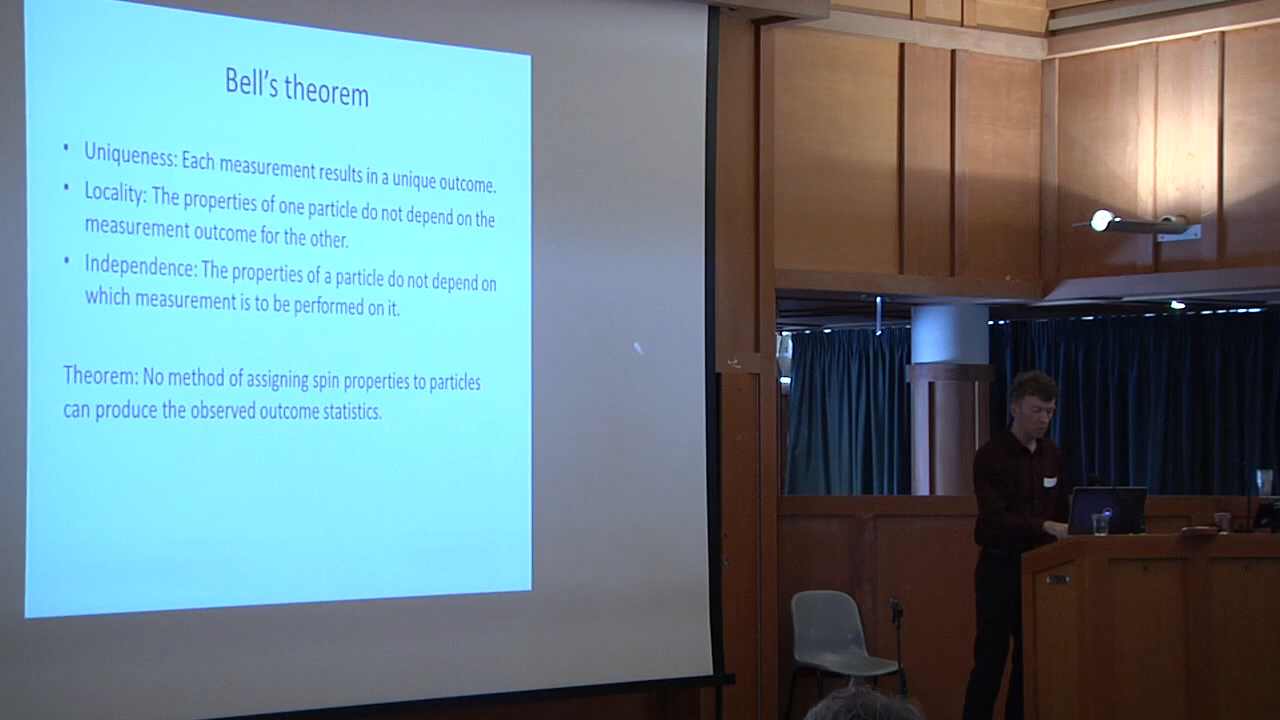 Bell's theorem
• Uniqueness: Each measurement results in a unique outcome.
• Locality: The properties of one particle do not depend on the
measurement outcome for the other.
• Independence: The properties of a particle do not depend on
which measurement is to be performed on it.
Theorem: No method of assigning spin properties to particles
can produce the observed outcome statistics.